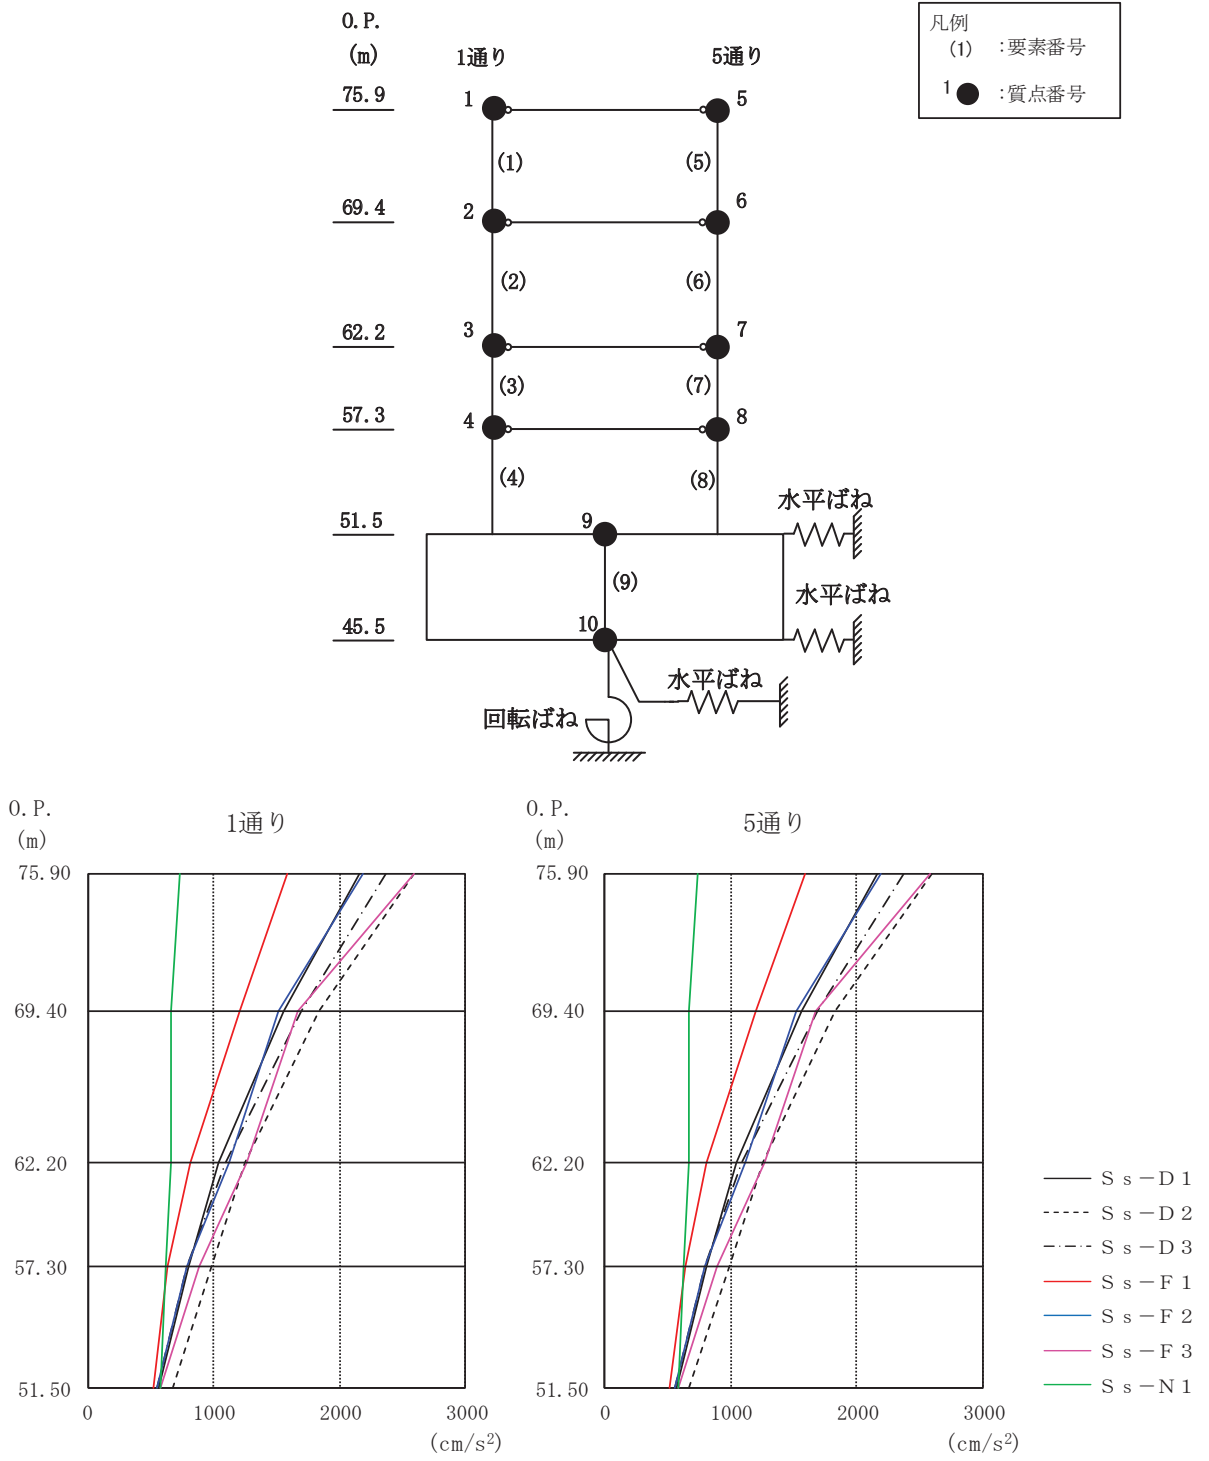 O.P.
(m)
1通り
5通り
凡例
(1) :要素番号
1 :質点番号
75.9
1
5
(1)
(5)
69.4
2
6
(2)
(6)
62.2
3
7
(3)
(7)
57.3
4
8
(4)
(8)
水平ばね
51.5
9
(9)
水平ばね
45.5
10
水平ばね
回転ばね
O.P.
(m)
1通り
75.90
69.40
62.20
57.30
51.50
0 1000 2000 3000
(cm/s²)
O.P.
(m)
5通り
75.90
69.40
62.20
57.30
51.50
0 1000 2000 3000
(cm/s²)
Ss-D1
Ss-D2
Ss-D3
Ss-F1
Ss-F2
Ss-F3
Ss-N1